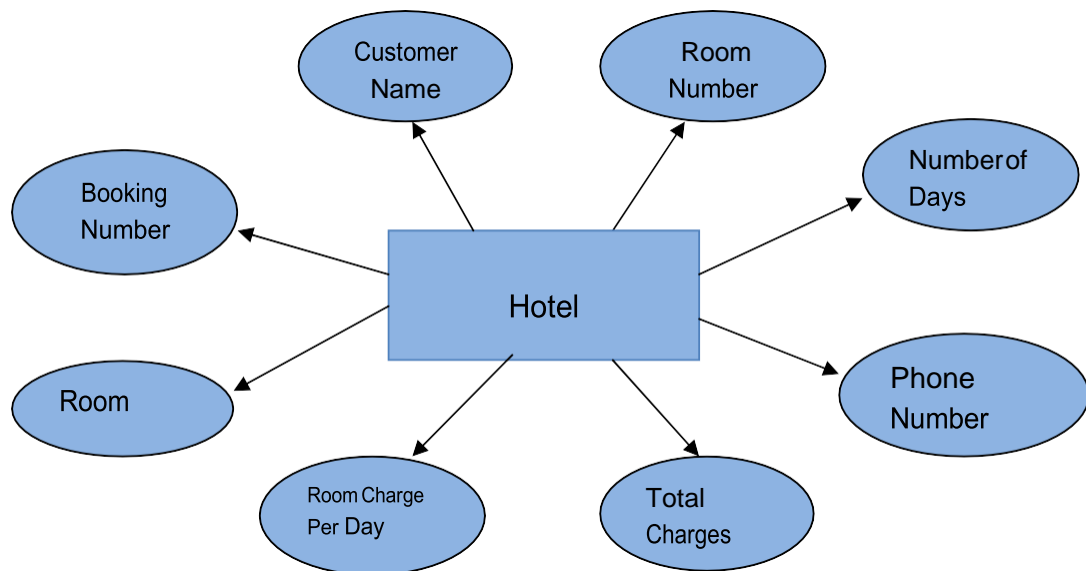 Customer
Name
Room
Number
Number of
Days
Booking
Number
Hotel
Room
Phone
Number
Room Charge
Per Day
Total
Charges